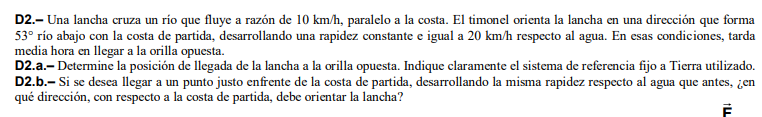 D2.– Una lancha cruza un río que fluye a razón de 10 km/h, paralelo a la costa. El timonel orienta la lancha en una dirección que forma
53° río abajo con la costa de partida, desarrollando una rapidez constante e igual a 20 km/h respecto al agua. En esas condiciones, tarda
media hora en llegar a la orilla opuesta.
D2.a.– Determine la posición de llegada de la lancha a la orilla opuesta. Indique claramente el sistema de referencia fijo a Tierra utilizado.
D2.b.– Si se desea llegar a un punto justo enfrente de la costa de partida, desarrollando la misma rapidez respecto al agua que antes, ¿en
qué dirección, con respecto a la costa de partida, debe orientar la lancha?
F⃗